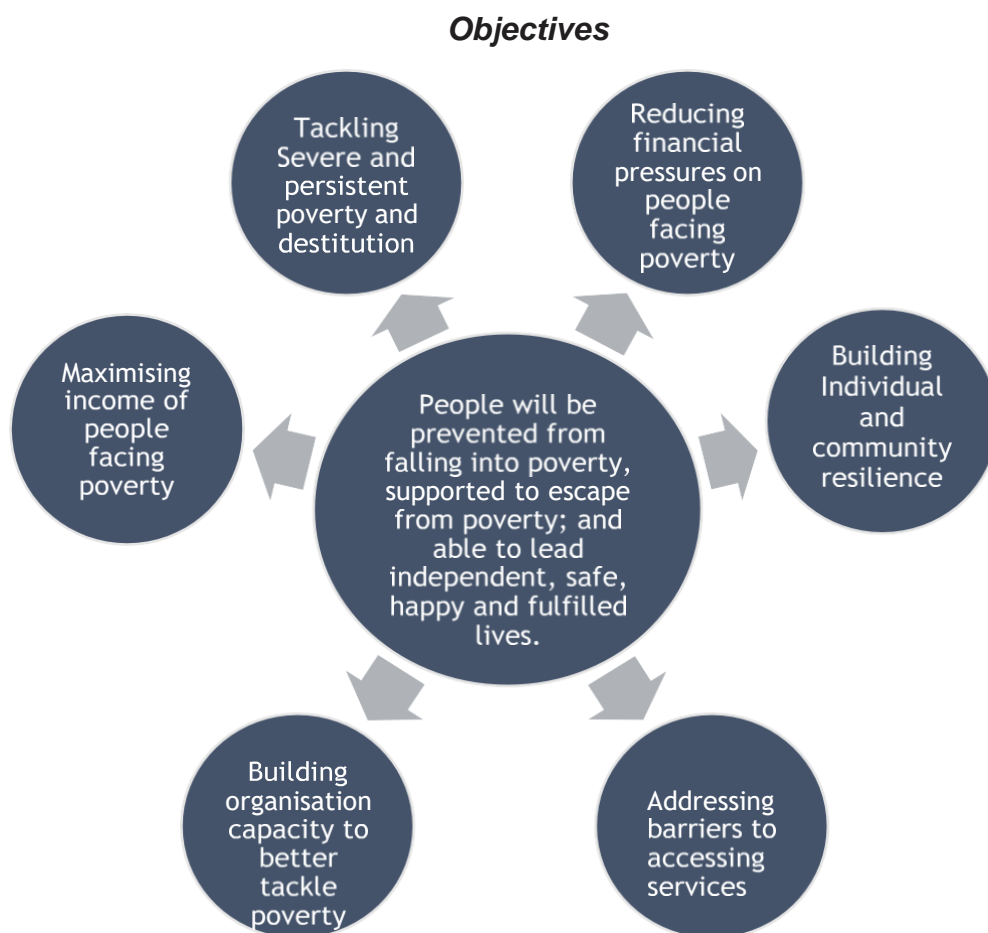 Objectives
Tackling
Severe and
persistent
poverty and
destitution
Reducing
financial
pressures on
people
facing
poverty
Maximising
income of
people
facing
poverty
People will be
prevented from
falling into poverty,
supported to escape
from poverty; and
able to lead
independent, safe,
happy and fulfilled
lives.
Building
Individual
and
community
resilience
Building
organisation
capacity to
better
tackle
poverty
Addressing
barriers to
accessing
services